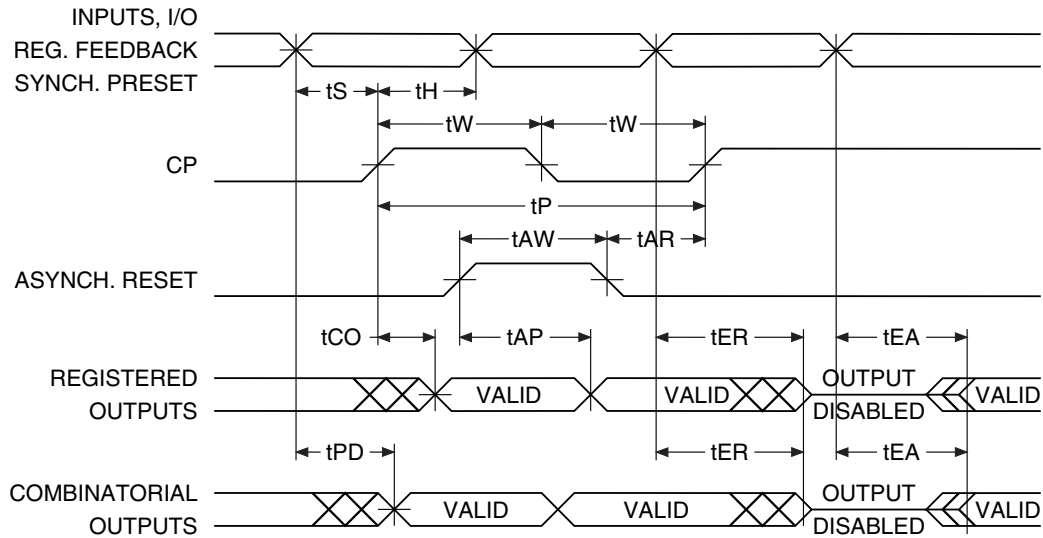 INPUTS, I/O
REG. FEEDBACK
SYNCH. PRESET
tS tH
tW tW
CP
tP
tAW tAR
ASYNCH. RESET
tCO tAP tER tEA
REGISTERED OUTPUT
VALID VALID VALID
OUTPUTS DISABLED
tPD tER tEA
COMBINATORIAL OUTPUT
VALID VALID VALID
OUTPUTS DISABLED